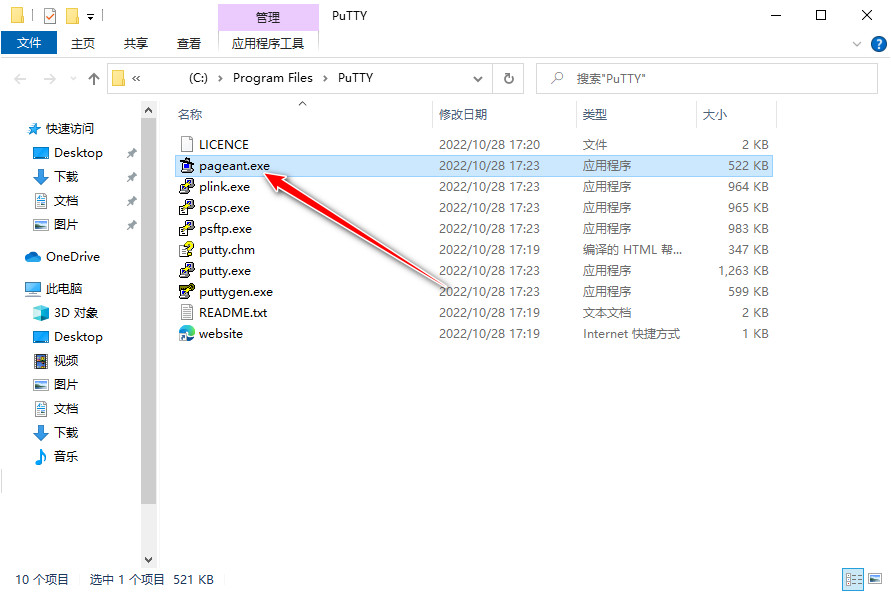 管理
PuTTY
文件
主页
共享
查看
应用程序工具
« (C:) › Program Files › PuTTY
搜索"PuTTY"
快速访问
Desktop
下载
文档
图片
OneDrive
此电脑
3D 对象
Desktop
视频
图片
文档
下载
音乐
名称 修改日期 类型 大小
LICENCE 2022/10/28 17:20 文件 2 KB
pageant.exe 2022/10/28 17:23 应用程序 522 KB
plink.exe 2022/10/28 17:23 应用程序 964 KB
pscp.exe 2022/10/28 17:23 应用程序 965 KB
psftp.exe 2022/10/28 17:23 应用程序 983 KB
putty.chm 2022/10/28 17:19 编译的 HTML 帮... 347 KB
putty.exe 2022/10/28 17:23 应用程序 1,263 KB
puttygen.exe 2022/10/28 17:23 应用程序 599 KB
README.txt 2022/10/28 17:19 文本文档 2 KB
website 2022/10/28 17:19 Internet 快捷方式 1 KB
10 个项目 选中 1 个项目 521 KB